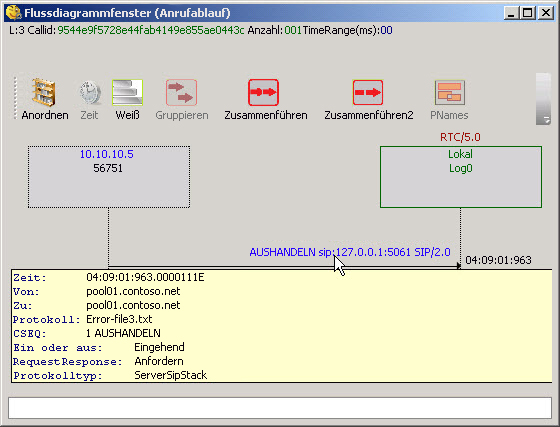 Flussdiagrammfenster (Anrufablauf)
L:3 Callid:9544e9f5728e44fab4149e855ae0443c Anzahl:001TimeRange(ms):00
Anordnen Zeit Weiß Gruppieren Zusammenführen Zusammenführen2 PNames
RTC/5.0
10.10.10.5 Lokal
56751 Log0
AUSHANDELN sip:127.0.0.1:5061 SIP/2.0 04:09:01:963
Zeit: 04:09:01:963.0000111E
Von: pool01.contoso.net
Zu: pool01.contoso.net
Protokoll: Error-file3.txt
CSEQ: 1 AUSHANDELN
Ein oder aus: Eingehend
RequestResponse: Anfordern
Protokolltyp: ServerSipStack